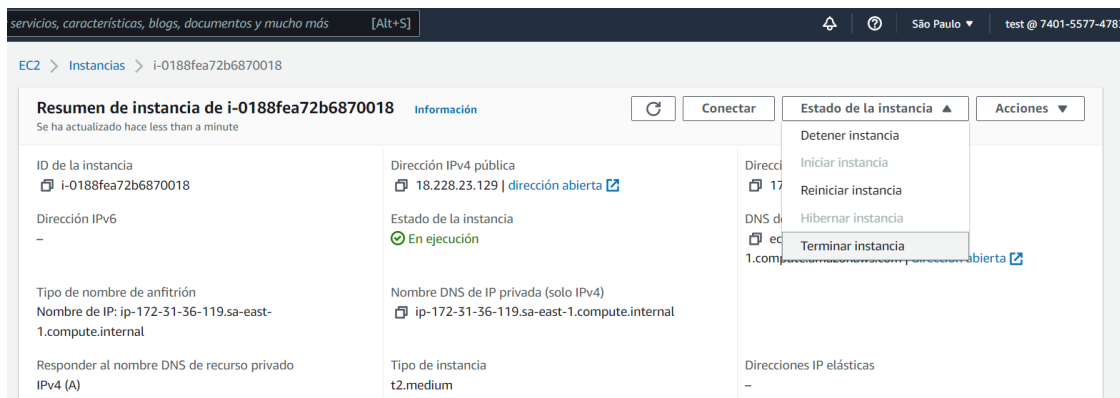 servicios, características, blogs, documentos y mucho más [Alt+S] São Paulo ▼ test @ 7401-5577-478
EC2 > Instancias > i-0188fea72b6870018
Resumen de instancia de i-0188fea72b6870018 Información Conectar Estado de la instancia ▲ Acciones ▼
Se ha actualizado hace less than a minute
Detener instancia
Iniciar instancia
Reiniciar instancia
Hibernar instancia
Terminar instancia
ID de la instancia
i-0188fea72b6870018
Dirección IPv4 pública
18.228.23.129 | dirección abierta
Direcci
17
Dirección IPv6
–
Estado de la instancia
En ejecución
DNS d
ec
1.compute.amazonaws.com | dirección abierta
Tipo de nombre de anfitrión
Nombre de IP: ip-172-31-36-119.sa-east-
1.compute.internal
Nombre DNS de IP privada (solo IPv4)
ip-172-31-36-119.sa-east-1.compute.internal
Responder al nombre DNS de recurso privado
IPv4 (A)
Tipo de instancia
t2.medium
Direcciones IP elásticas
–